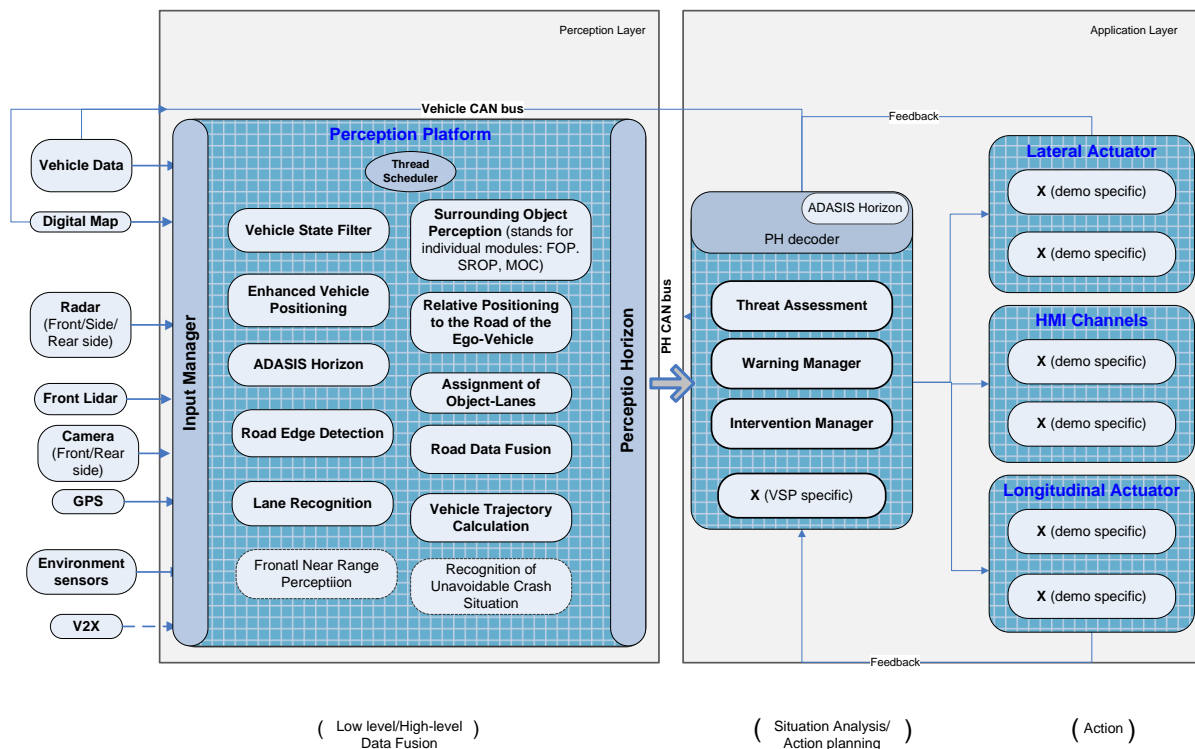 Perception Layer
Application Layer
Vehicle CAN bus
Feedback
Vehicle Data
Digital Map
Radar
(Front/Side/
Rear side)
Front Lidar
Camera
(Front/Rear
side)
GPS
Environment
sensors
V2X
Input Manager
Perception Platform
Thread
Scheduler
Vehicle State Filter
Enhanced Vehicle
Positioning
ADASIS Horizon
Road Edge Detection
Lane Recognition
Fronatl Near Range
Perceptiion
Surrounding Object
Perception (stands for
individual modules: FOP.
SROP, MOC)
Relative Positioning
to the Road of the
Ego-Vehicle
Assignment of
Object-Lanes
Road Data Fusion
Vehicle Trajectory
Calculation
Recognition of
Unavoidable Crash
Situation
Perceptio Horizon
PH CAN bus
ADASIS Horizon
PH decoder
Threat Assessment
Warning Manager
Intervention Manager
X (VSP specific)
Lateral Actuator
X (demo specific)
X (demo specific)
HMI Channels
X (demo specific)
X (demo specific)
Longitudinal Actuator
X (demo specific)
X (demo specific)
Feedback
( Low level/High-level )
Data Fusion
( Situation Analysis/ )
Action planning
( Action )